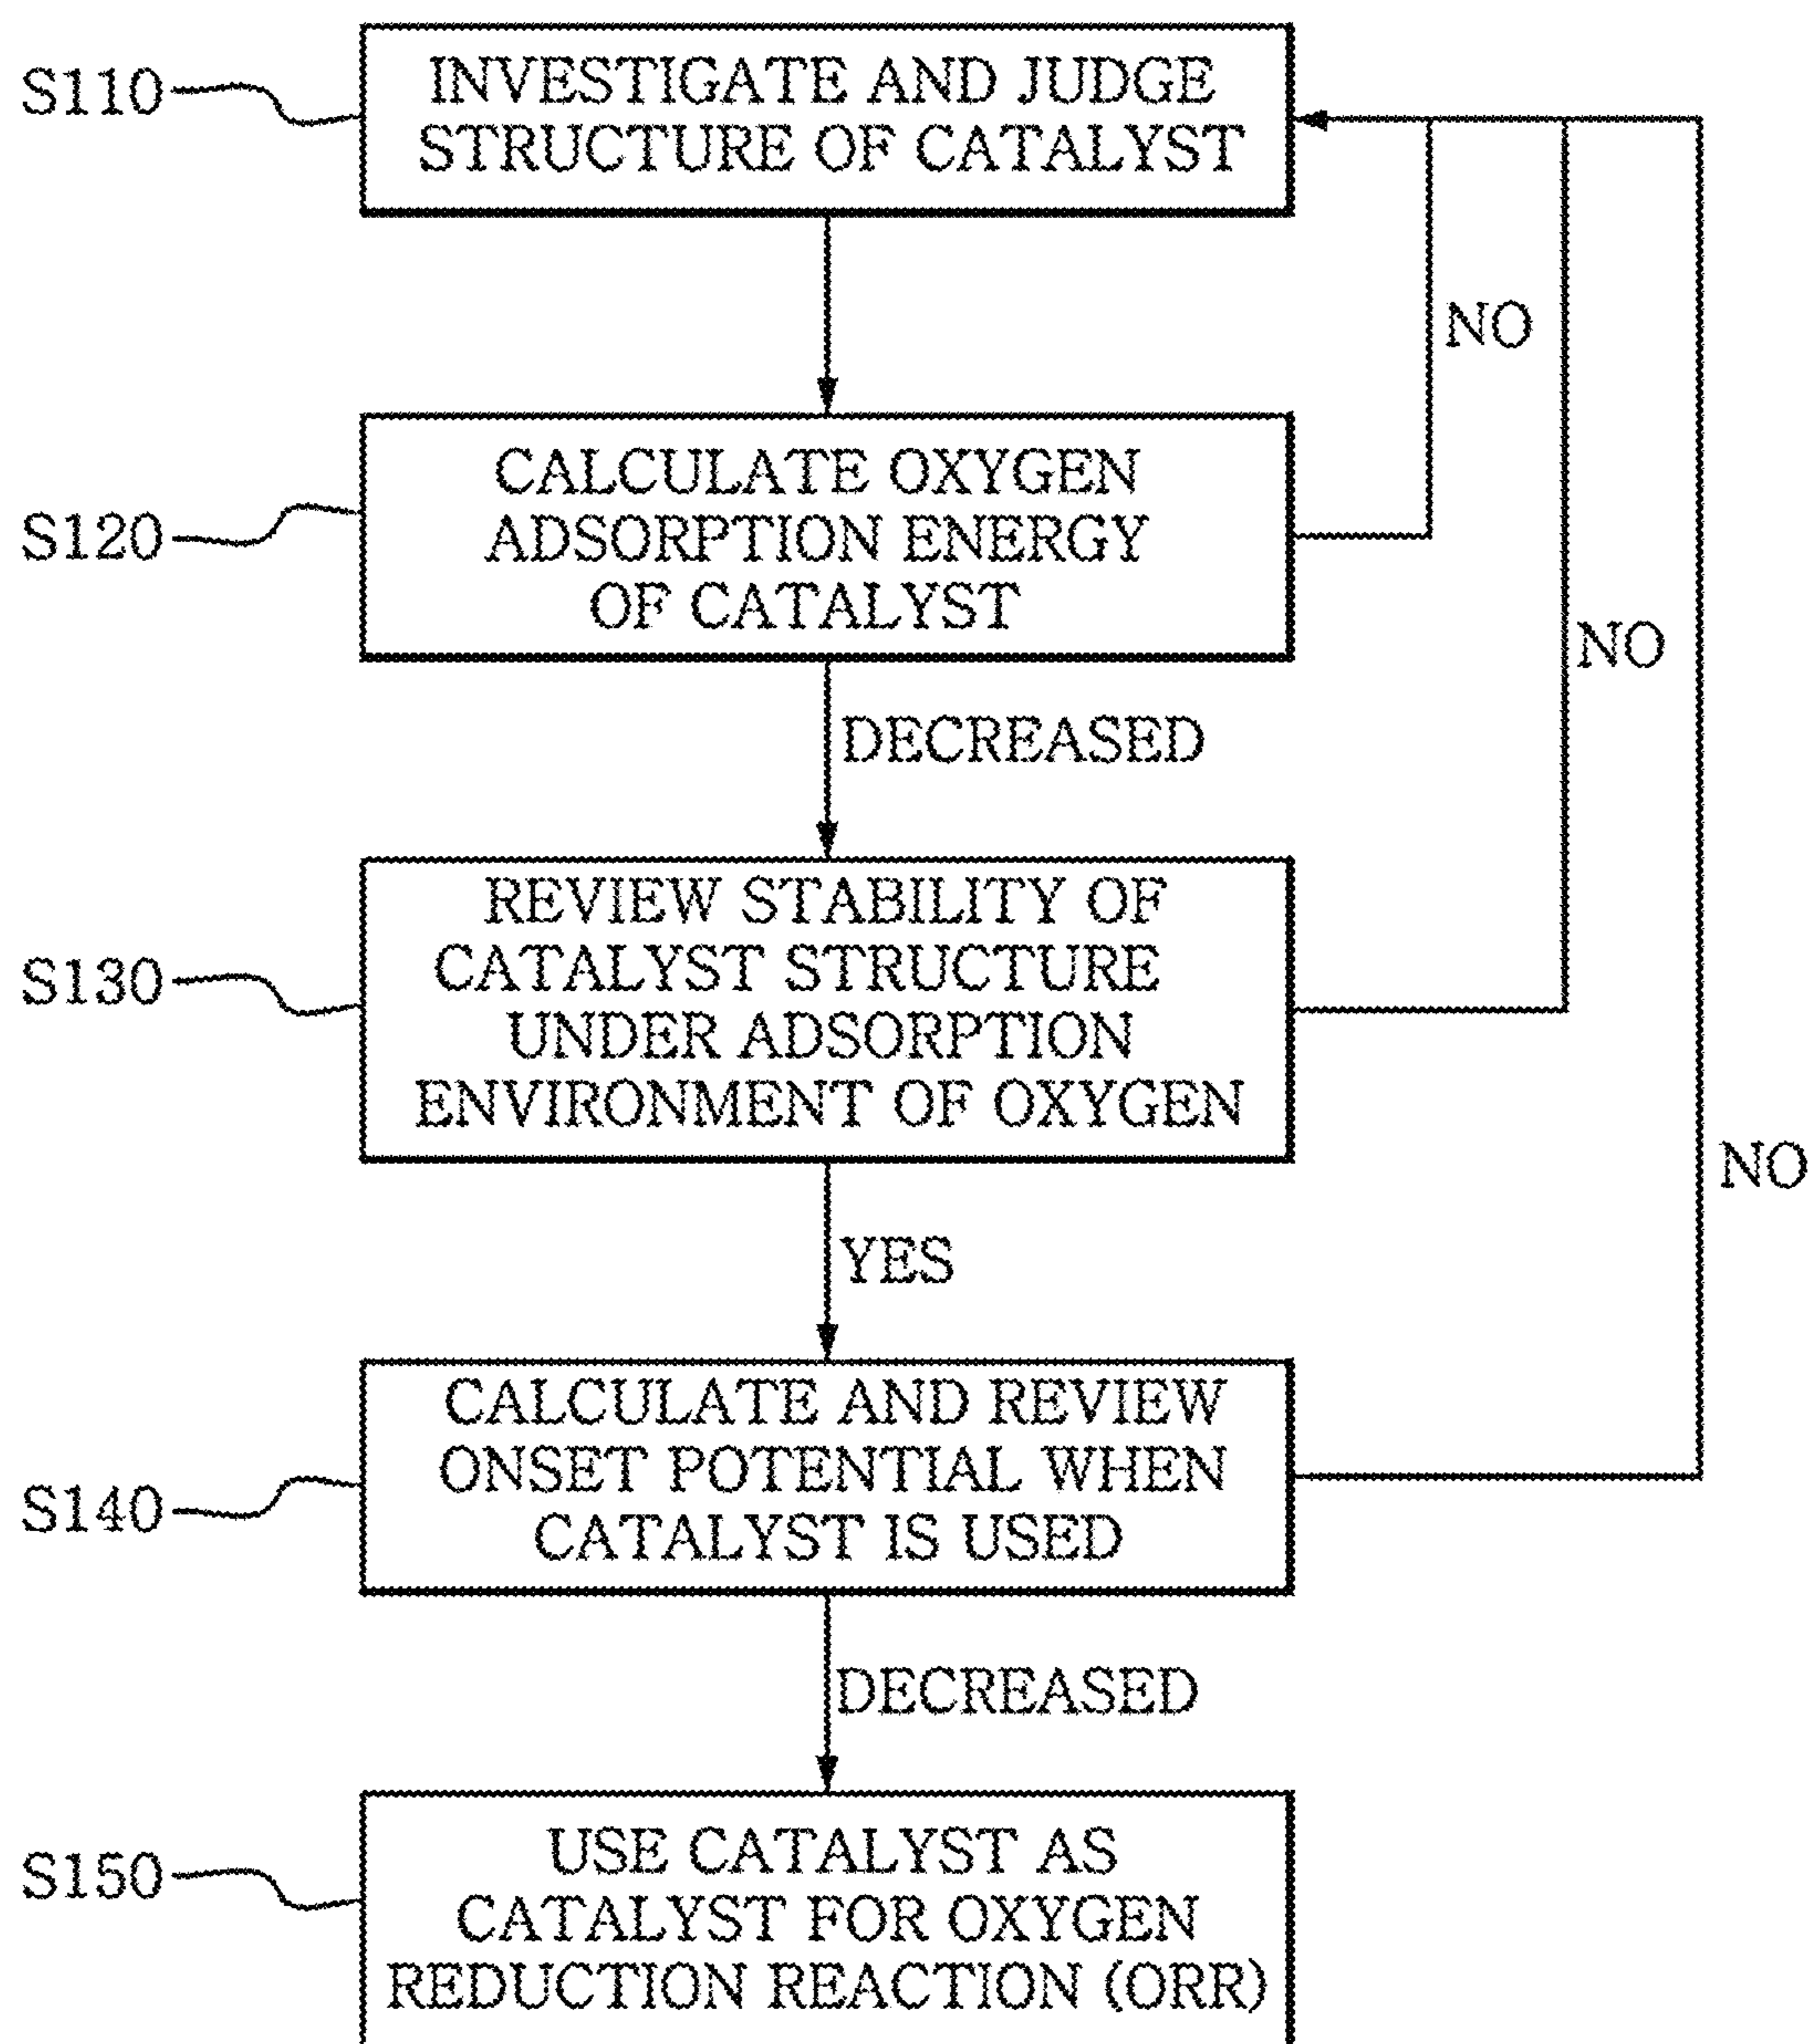 S110
INVESTIGATE AND JUDGE
STRUCTURE OF CATALYST
NO
S120
CALCULATE OXYGEN
ADSORPTION ENERGY
OF CATALYST
NO
DECREASED
S130
REVIEW STABILITY OF
CATALYST STRUCTURE
UNDER ADSORPTION
ENVIRONMENT OF OXYGEN
NO
YES
S140
CALCULATE AND REVIEW
ONSET POTENTIAL WHEN
CATALYST IS USED
DECREASED
S150
USE CATALYST AS
CATALYST FOR OXYGEN
REDUCTION REACTION (ORR)